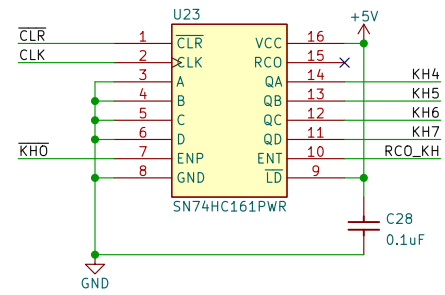 U23
+5V
CLR 1 CLR VCC 16
CLK 2 CLK RCO 15
3 A QA 14 KH4
4 B QB 13 KH5
5 C QC 12 KH6
6 D QD 11 KH7
KH0 7 ENP ENT 10 RCO_KH
8 GND LD 9
SN74HC161PWR
C28
0.1uF
GND